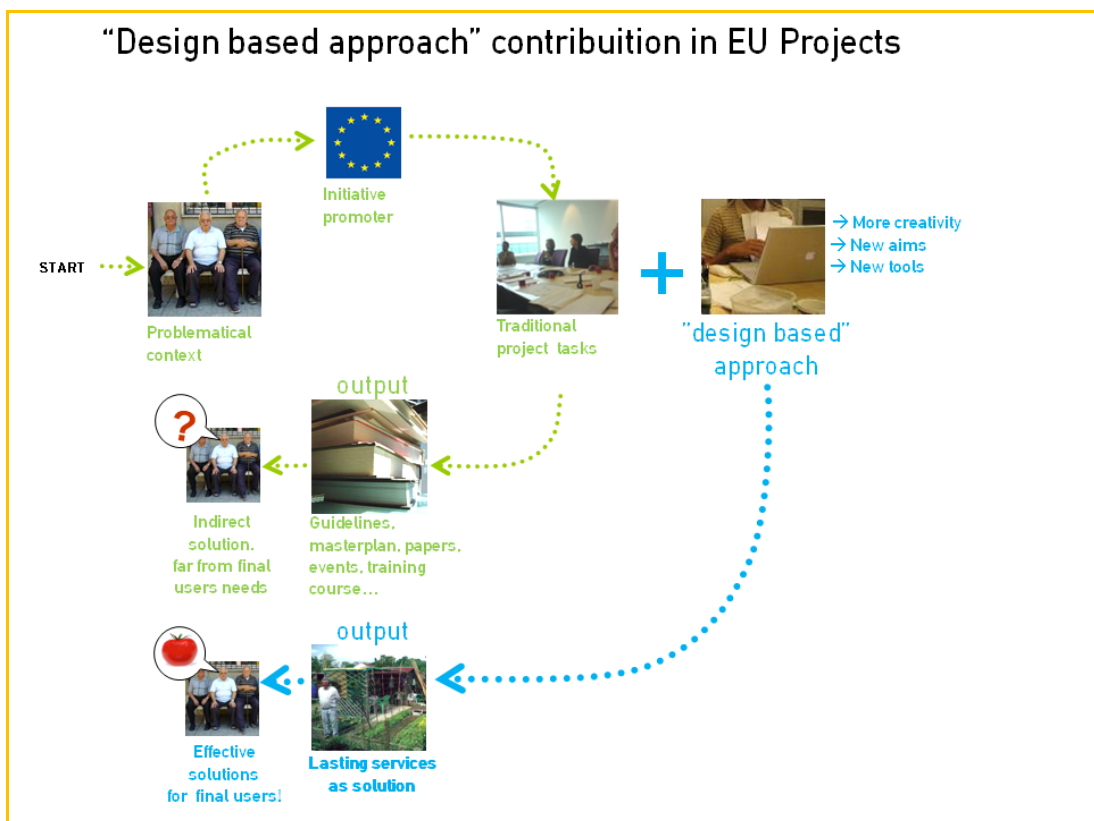 “Design based approach” contribuition in EU Projects
Initiative
promoter
START
Problematical
context
Traditional
project tasks
+
→ More creativity
→ New aims
→ New tools
”design based”
approach
output
?
Indirect
solution,
far from final
users needs
Guidelines,
masterplan, papers,
events, training
course...
output
Effective
solutions
for final users!
Lasting services
as solution